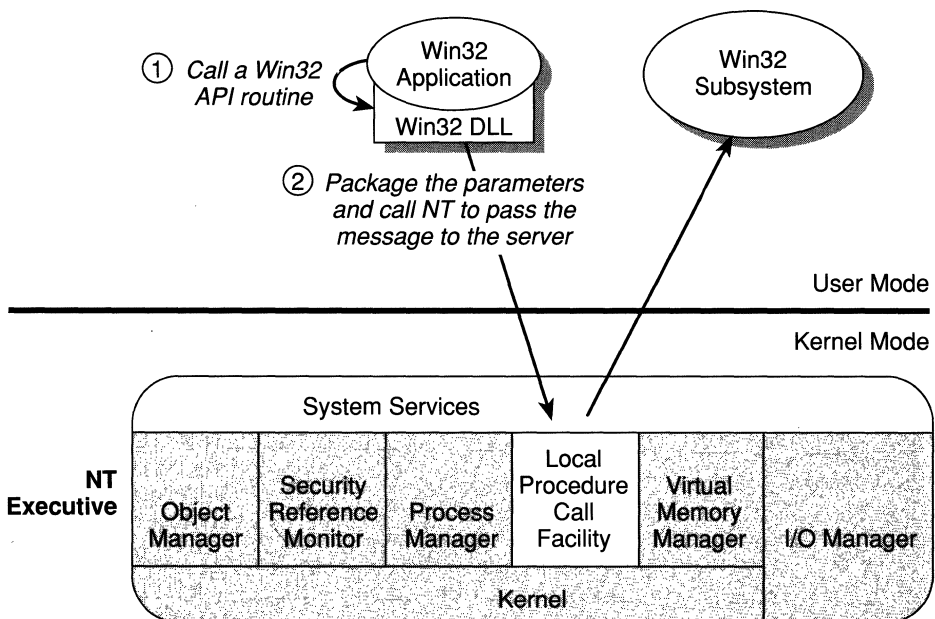 ① Call a Win32
API routine
Win32
Application
Win32 DLL
Win32
Subsystem
② Package the parameters
and call NT to pass the
message to the server
User Mode
Kernel Mode
System Services
NT
Executive
Object
Manager
Security
Reference
Monitor
Process
Manager
Local
Procedure
Call
Facility
Virtual
Memory
Manager
I/O Manager
Kernel